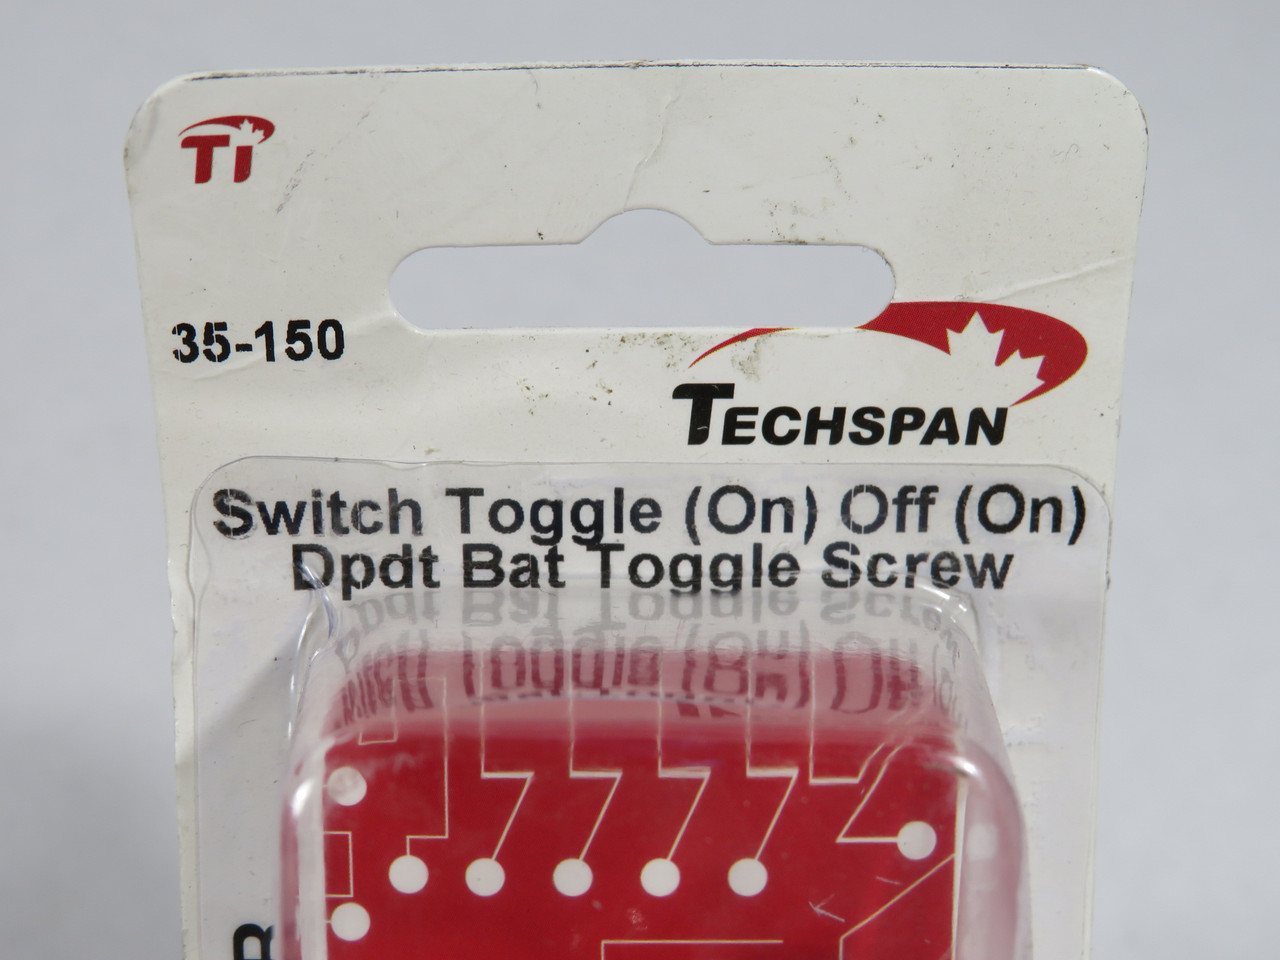 TI
35-150
TECHSPAN
Switch Toggle (On) Off (On)
Dpdt Bat Toggle Screw